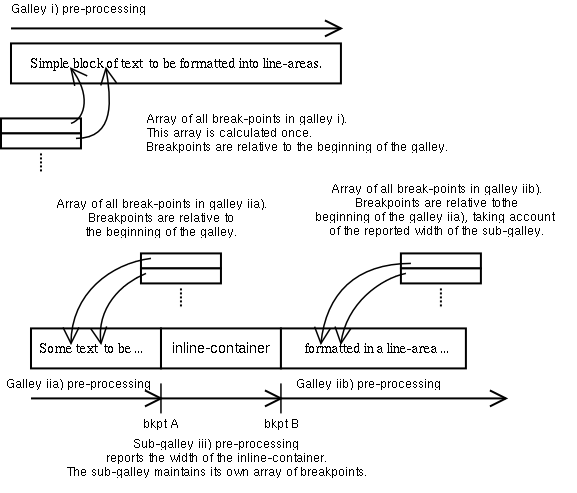 Galley i) pre-processing
Simple block of text to be formatted into line-areas.
Array of all break-points in galley i).
This array is calculated once.
Breakpoints are relative to the beginning of the galley.
Array of all break-points in galley iia).
Breakpoints are relative to
the beginning of the galley.
Array of all break-points in galley iib).
Breakpoints are relative tothe
beginning of the galley iia), taking account
of the reported width of the sub-galley.
Some text to be ...
inline-container
formatted in a line-area ...
Galley iia) pre-processing
Galley iib) pre-processing
bkpt A
bkpt B
Sub-galley iii) pre-processing
reports the width of the inline-container.
The sub-galley maintains its own array of breakpoints.